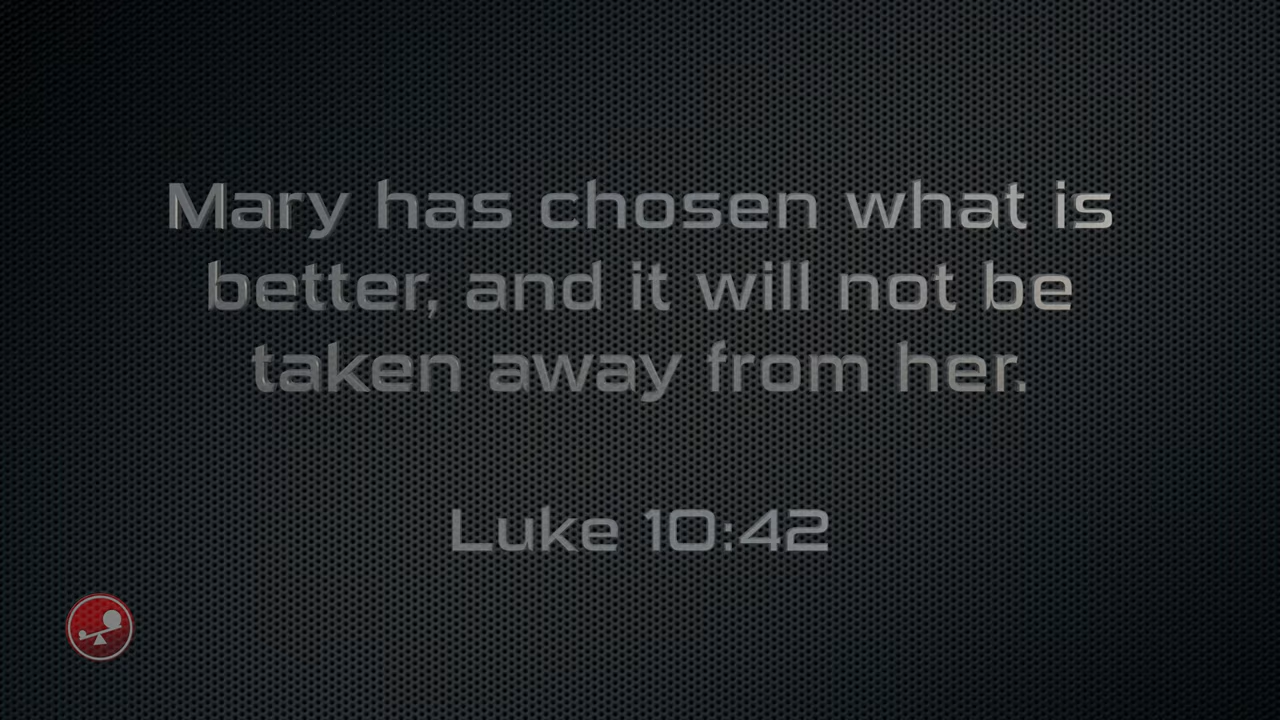 Mary has chosen what is
better, and it will not be
taken away from her.
Luke 10:42